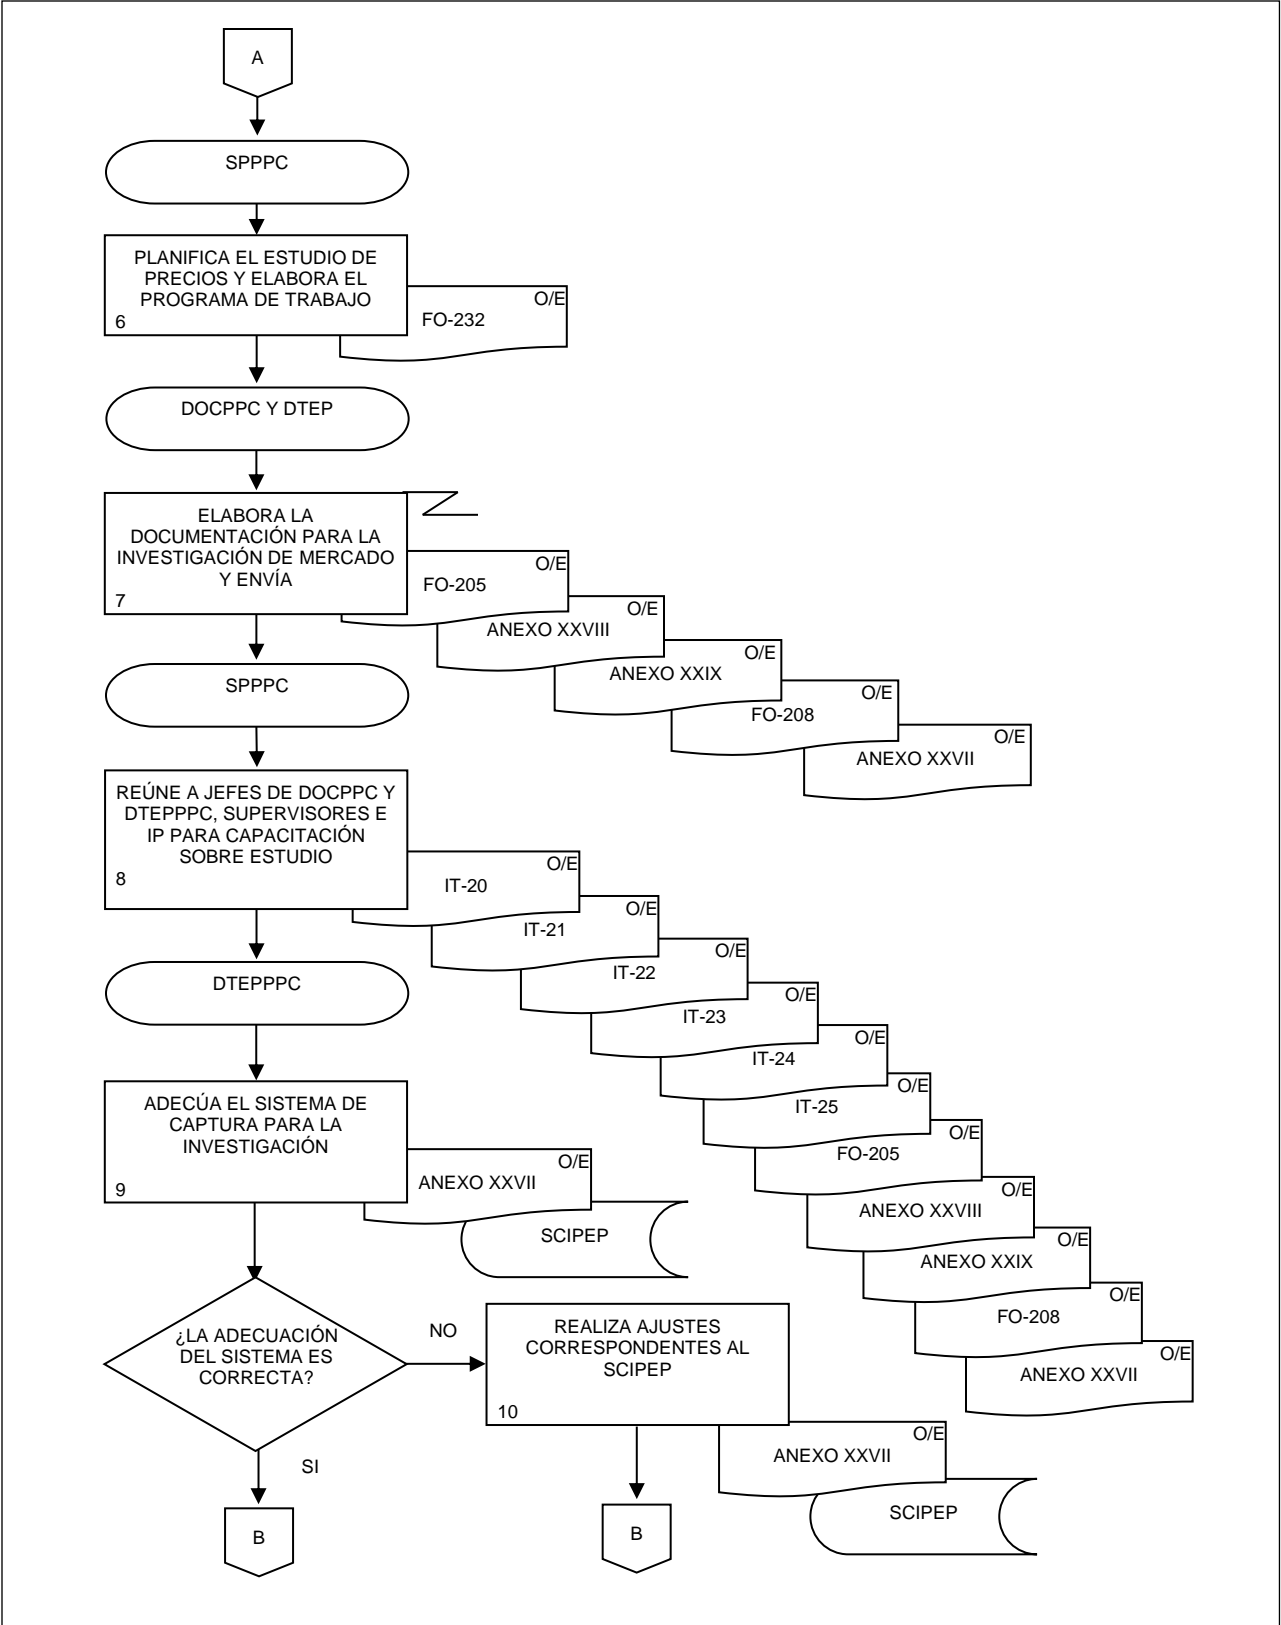 A
SPPPC
PLANIFICA EL ESTUDIO DE
PRECIOS Y ELABORA EL
PROGRAMA DE TRABAJO
6
O/E
FO-232
DOCPPC Y DTEP
ELABORA LA
DOCUMENTACIÓN PARA LA
INVESTIGACIÓN DE MERCADO
Y ENVÍA
7
O/E
FO-205
O/E
ANEXO XXVIII
O/E
ANEXO XXIX
O/E
FO-208
O/E
ANEXO XXVII
SPPPC
REÚNE A JEFES DE DOCPPC Y
DTEPPPC, SUPERVISORES E
IP PARA CAPACITACIÓN
SOBRE ESTUDIO
8
O/E
IT-20
O/E
IT-21
O/E
IT-22
O/E
IT-23
O/E
IT-24
O/E
IT-25
O/E
FO-205
O/E
ANEXO XXVIII
O/E
ANEXO XXIX
O/E
FO-208
O/E
ANEXO XXVII
DTEPPPC
ADECÚA EL SISTEMA DE
CAPTURA PARA LA
INVESTIGACIÓN
9
O/E
ANEXO XXVII
SCIPEP
¿LA ADECUACIÓN
DEL SISTEMA ES
CORRECTA?
NO
REALIZA AJUSTES
CORRESPONDENTES AL
SCIPEP
10
O/E
ANEXO XXVII
SCIPEP
SI
B
B